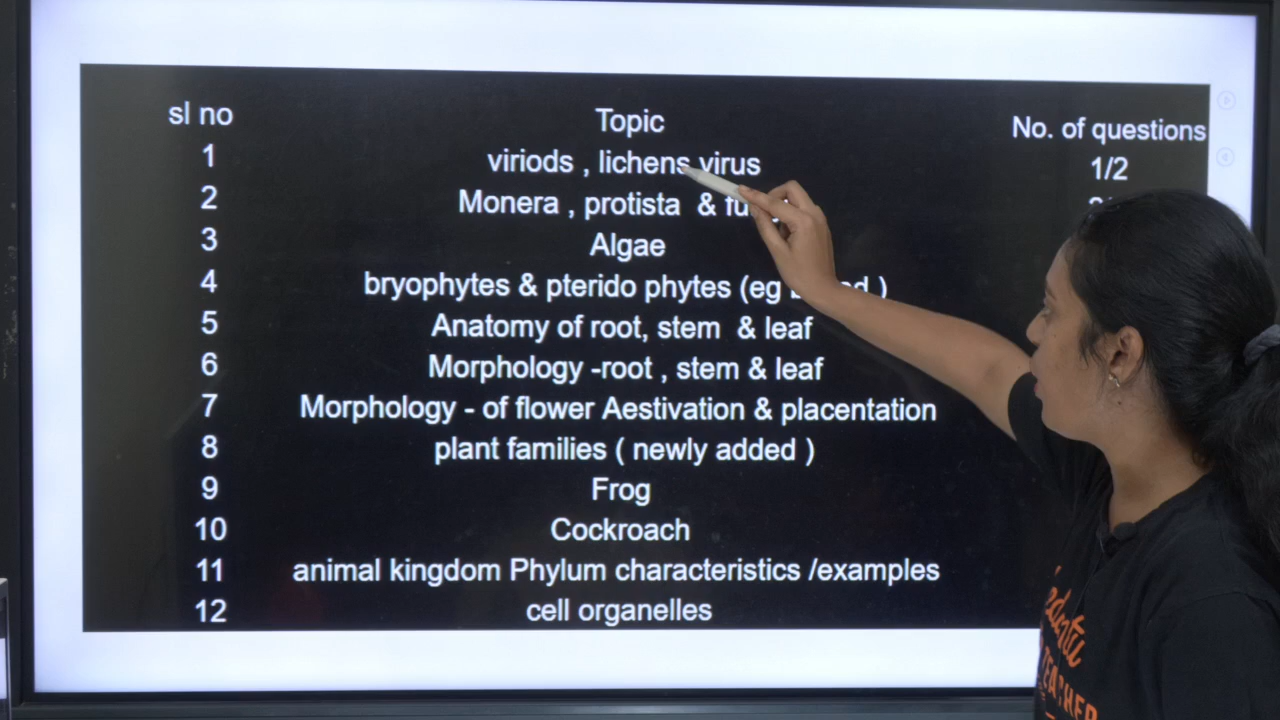 sl no Topic No. of questions
1 viriods , lichens virus 1/2
2 Monera , protista &
3 Algae
4 bryophytes & pterido phytes (eg )
5 Anatomy of root, stem & leaf
6 Morphology -root , stem & leaf
7 Morphology - of flower Aestivation & placentation
8 plant families ( newly added )
9 Frog
10 Cockroach
11 animal kingdom Phylum characteristics /examples
12 cell organelles